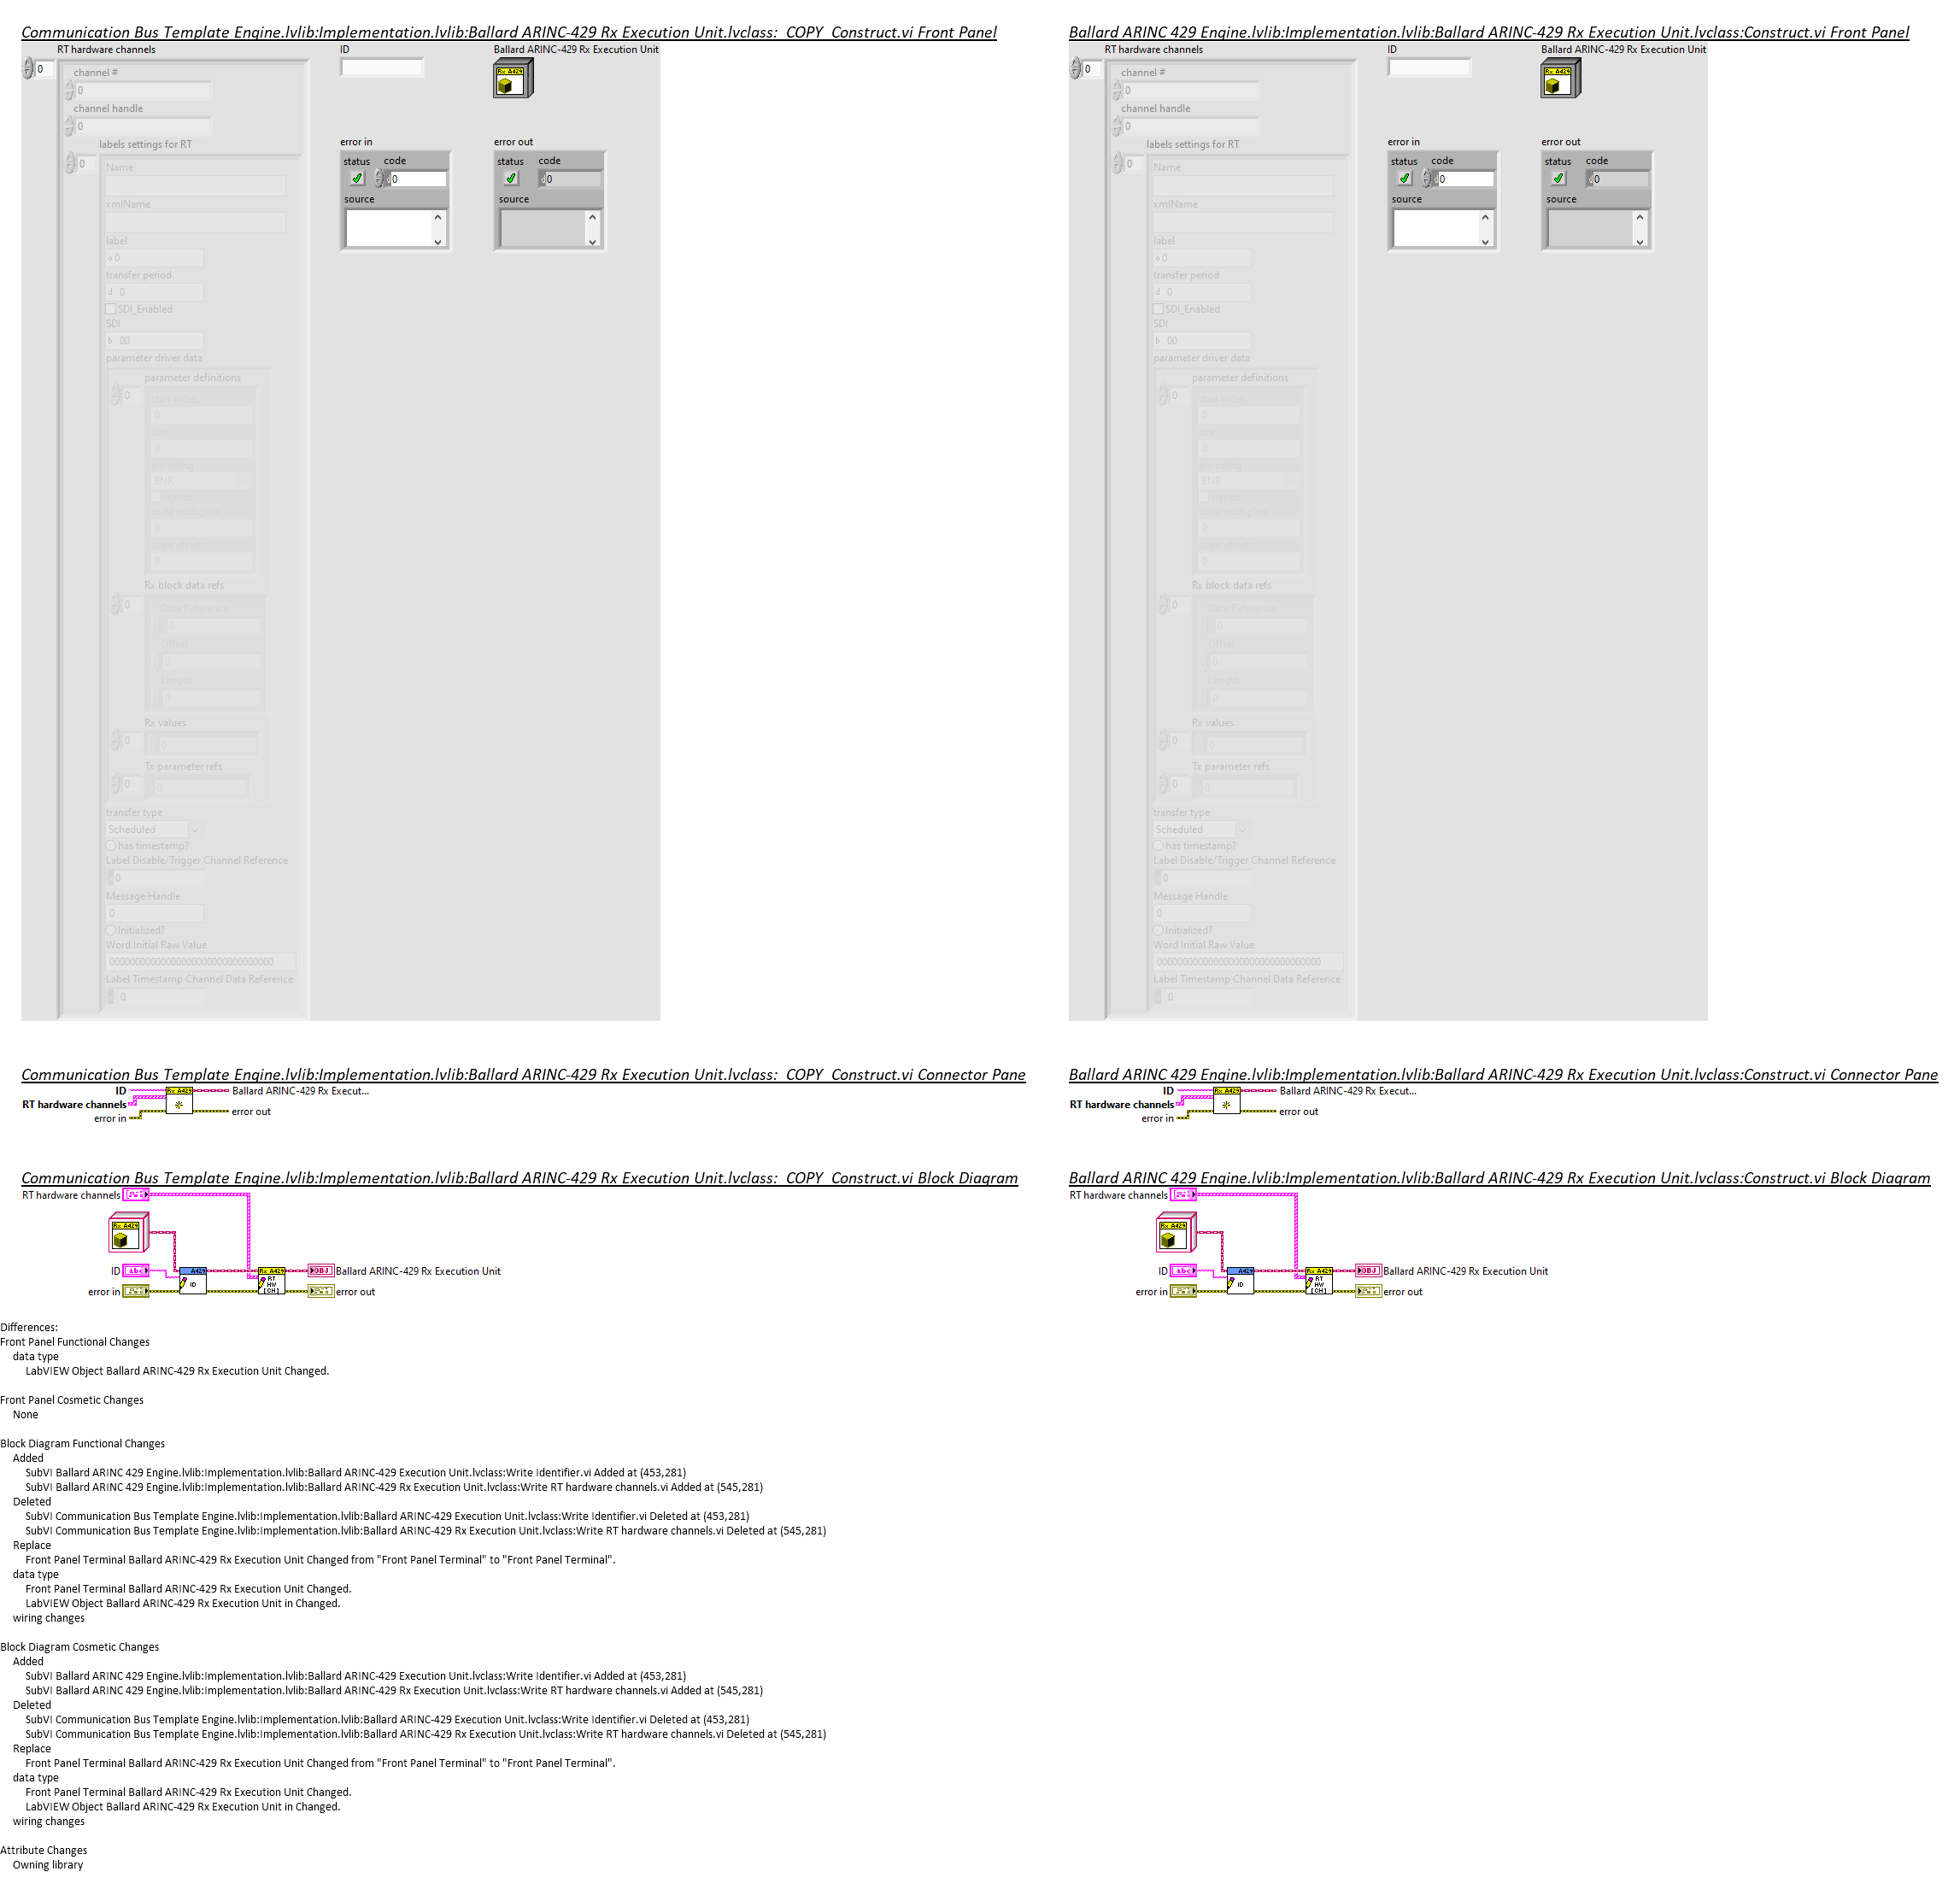 Communication Bus Template Engine.lvlib:Implementation.lvlib:Ballard ARINC-429 Rx Execution Unit.lvclass:_COPY_Construct.vi Front Panel
RT hardware channels
ID
Ballard ARINC-429 Rx Execution Unit
0
channel #
0
channel handle
0
Rx A429
labels settings for RT
0
error in
status code
d0
source
error out
status code
d0
source
Name
xmlName
label
o 0
transfer period
d 0
SDI_Enabled
SDI
b 00
parameter driver data
parameter definitions
0
start index
0
size
0
encoding
BNR
signed
scale multiplier
0
scale offset
0
Rx block data refs
0
Data Reference
0
Offset
0
Length
0
Rx values
0
0
Tx parameter refs
0
0
transfer type
Scheduled
has timestamp?
Label Disable/Trigger Channel Reference
0
Message Handle
0
Initialized?
Word Initial Raw Value
00000000000000000000000000000000
Label Timestamp Channel Data Reference
0
Ballard ARINC 429 Engine.lvlib:Implementation.lvlib:Ballard ARINC-429 Rx Execution Unit.lvclass:Construct.vi Front Panel
RT hardware channels
ID
Ballard ARINC-429 Rx Execution Unit
0
channel #
0
channel handle
0
Rx A429
labels settings for RT
0
error in
status code
d0
source
error out
status code
d0
source
Name
xmlName
label
o 0
transfer period
d 0
SDI_Enabled
SDI
b 00
parameter driver data
parameter definitions
0
start index
0
size
0
encoding
BNR
signed
scale multiplier
0
scale offset
0
Rx block data refs
0
Data Reference
0
Offset
0
Length
0
Rx values
0
0
Tx parameter refs
0
0
transfer type
Scheduled
has timestamp?
Label Disable/Trigger Channel Reference
0
Message Handle
0
Initialized?
Word Initial Raw Value
00000000000000000000000000000000
Label Timestamp Channel Data Reference
0
Communication Bus Template Engine.lvlib:Implementation.lvlib:Ballard ARINC-429 Rx Execution Unit.lvclass:_COPY_Construct.vi Connector Pane
ID
Rx A429
Ballard ARINC-429 Rx Execut...
RT hardware channels
error in
error out
Ballard ARINC 429 Engine.lvlib:Implementation.lvlib:Ballard ARINC-429 Rx Execution Unit.lvclass:Construct.vi Connector Pane
ID
Rx A429
Ballard ARINC-429 Rx Execut...
RT hardware channels
error in
error out
Communication Bus Template Engine.lvlib:Implementation.lvlib:Ballard ARINC-429 Rx Execution Unit.lvclass:_COPY_Construct.vi Block Diagram
RT hardware channels
Rx A429
ID
abc
A429
ID
Rx A429
RT
HW
[CH]
OBJ
Ballard ARINC-429 Rx Execution Unit
error in
error out
Ballard ARINC 429 Engine.lvlib:Implementation.lvlib:Ballard ARINC-429 Rx Execution Unit.lvclass:Construct.vi Block Diagram
RT hardware channels
Rx A429
ID
abc
A429
ID
Rx A429
RT
HW
[CH]
OBJ
Ballard ARINC-429 Rx Execution Unit
error in
error out
Differences:
Front Panel Functional Changes
data type
LabVIEW Object Ballard ARINC-429 Rx Execution Unit Changed.
Front Panel Cosmetic Changes
None
Block Diagram Functional Changes
Added
SubVI Ballard ARINC 429 Engine.lvlib:Implementation.lvlib:Ballard ARINC-429 Execution Unit.lvclass:Write Identifier.vi Added at (453,281)
SubVI Ballard ARINC 429 Engine.lvlib:Implementation.lvlib:Ballard ARINC-429 Rx Execution Unit.lvclass:Write RT hardware channels.vi Added at (545,281)
Deleted
SubVI Communication Bus Template Engine.lvlib:Implementation.lvlib:Ballard ARINC-429 Execution Unit.lvclass:Write Identifier.vi Deleted at (453,281)
SubVI Communication Bus Template Engine.lvlib:Implementation.lvlib:Ballard ARINC-429 Rx Execution Unit.lvclass:Write RT hardware channels.vi Deleted at (545,281)
Replace
Front Panel Terminal Ballard ARINC-429 Rx Execution Unit Changed from "Front Panel Terminal" to "Front Panel Terminal".
data type
Front Panel Terminal Ballard ARINC-429 Rx Execution Unit Changed.
LabVIEW Object Ballard ARINC-429 Rx Execution Unit in Changed.
wiring changes
Block Diagram Cosmetic Changes
Added
SubVI Ballard ARINC 429 Engine.lvlib:Implementation.lvlib:Ballard ARINC-429 Execution Unit.lvclass:Write Identifier.vi Added at (453,281)
SubVI Ballard ARINC 429 Engine.lvlib:Implementation.lvlib:Ballard ARINC-429 Rx Execution Unit.lvclass:Write RT hardware channels.vi Added at (545,281)
Deleted
SubVI Communication Bus Template Engine.lvlib:Implementation.lvlib:Ballard ARINC-429 Execution Unit.lvclass:Write Identifier.vi Deleted at (453,281)
SubVI Communication Bus Template Engine.lvlib:Implementation.lvlib:Ballard ARINC-429 Rx Execution Unit.lvclass:Write RT hardware channels.vi Deleted at (545,281)
Replace
Front Panel Terminal Ballard ARINC-429 Rx Execution Unit Changed from "Front Panel Terminal" to "Front Panel Terminal".
data type
Front Panel Terminal Ballard ARINC-429 Rx Execution Unit Changed.
LabVIEW Object Ballard ARINC-429 Rx Execution Unit in Changed.
wiring changes
Attribute Changes
Owning library